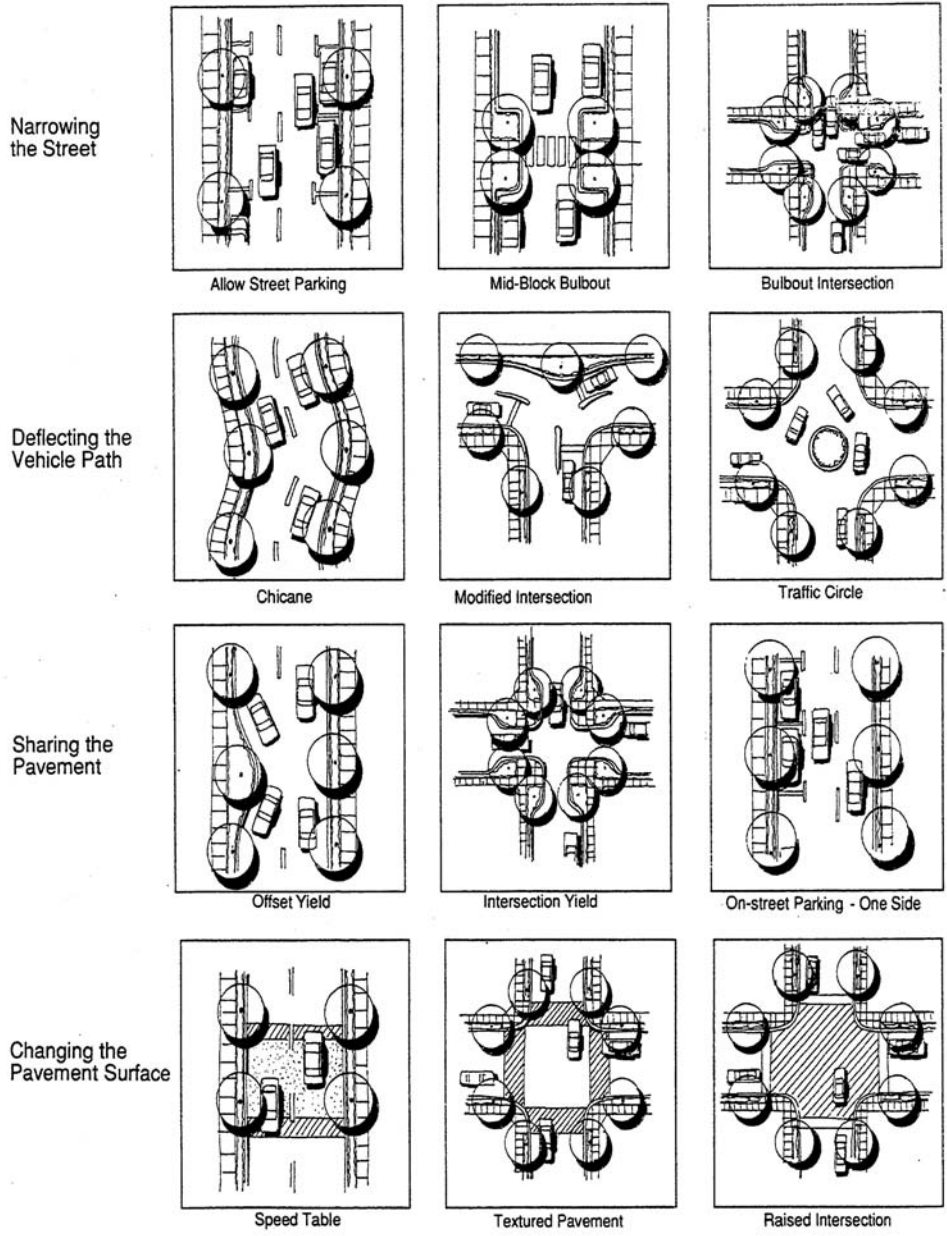 Narrowing
the Street
Allow Street Parking
Mid-Block Bulbout
Bulbout Intersection
Deflecting the
Vehicle Path
Chicane
Modified Intersection
Traffic Circle
Sharing the
Pavement
Offset Yield
Intersection Yield
On-street Parking - One Side
Changing the
Pavement Surface
Speed Table
Textured Pavement
Raised Intersection